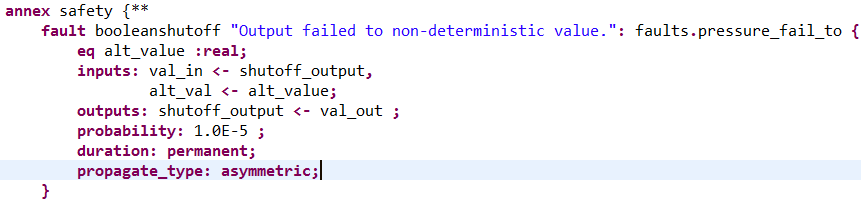 annex safety {**
fault booleanshutoff "Output failed to non-deterministic value.": faults.pressure_fail_to {
eq alt_value :real;
inputs: val_in <- shutoff_output,
alt_val <- alt_value;
outputs: shutoff_output <- val_out ;
probability: 1.0E-5 ;
duration: permanent;
propagate_type: asymmetric;
}